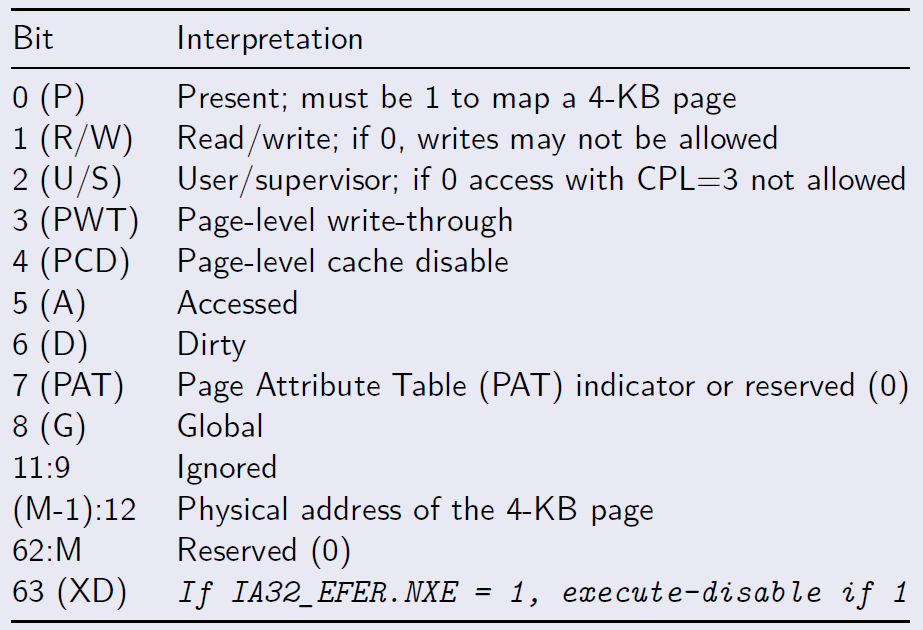 Bit Interpretation
0 (P) Present; must be 1 to map a 4-KB page
1 (R/W) Read/write; if 0, writes may not be allowed
2 (U/S) User/supervisor; if 0 access with CPL=3 not allowed
3 (PWT) Page-level write-through
4 (PCD) Page-level cache disable
5 (A) Accessed
6 (D) Dirty
7 (PAT) Page Attribute Table (PAT) indicator or reserved (0)
8 (G) Global
11:9 Ignored
(M-1):12 Physical address of the 4-KB page
62:M Reserved (0)
63 (XD) If IA32_EFER.NXE = 1, execute-disable if 1